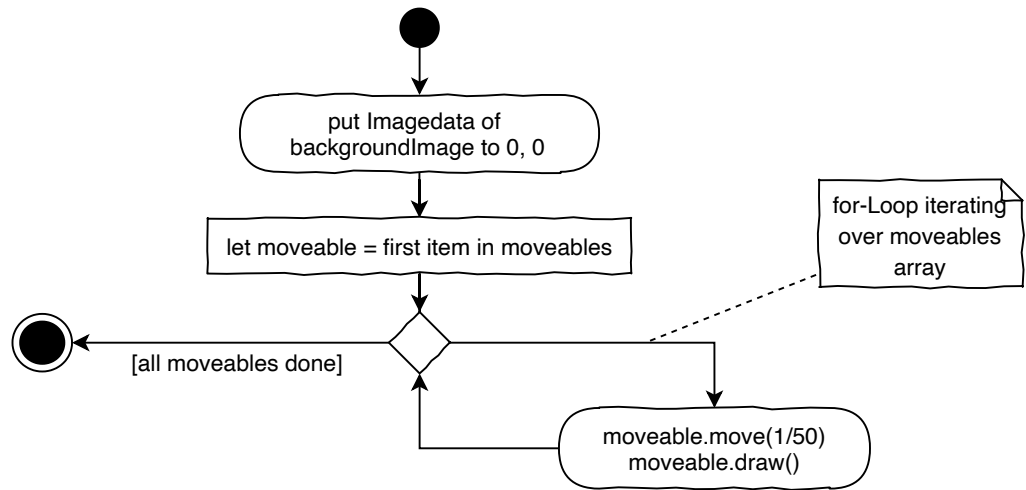 put Imagedata of
backgroundImage to 0, 0
for-Loop iterating
over moveables
array
let moveable = first item in moveables
[all moveables done]
moveable.move(1/50)
moveable.draw()